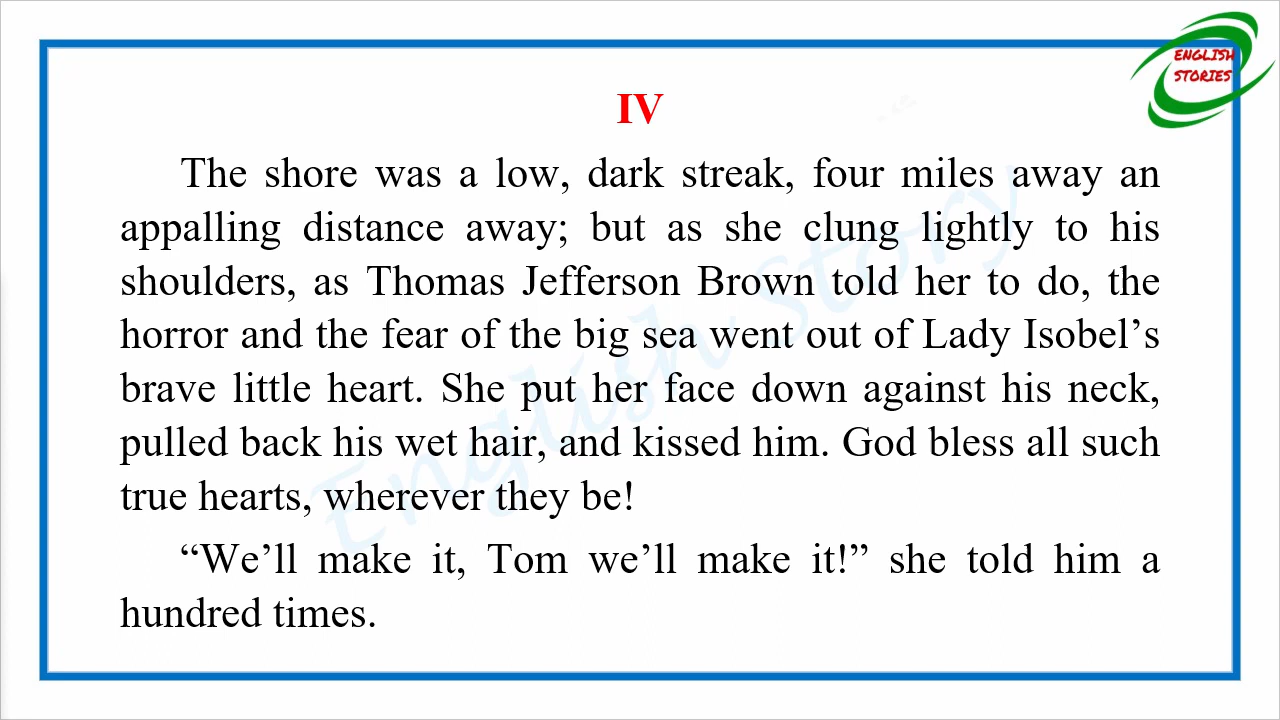 ENGLISH
STORIES
IV
The shore was a low, dark streak, four miles away an
appalling distance away; but as she clung lightly to his
shoulders, as Thomas Jefferson Brown told her to do, the
horror and the fear of the big sea went out of Lady Isobel’s
brave little heart. She put her face down against his neck,
pulled back his wet hair, and kissed him. God bless all such
true hearts, wherever they be!
“We’ll make it, Tom we’ll make it!” she told him a
hundred times.
English Story